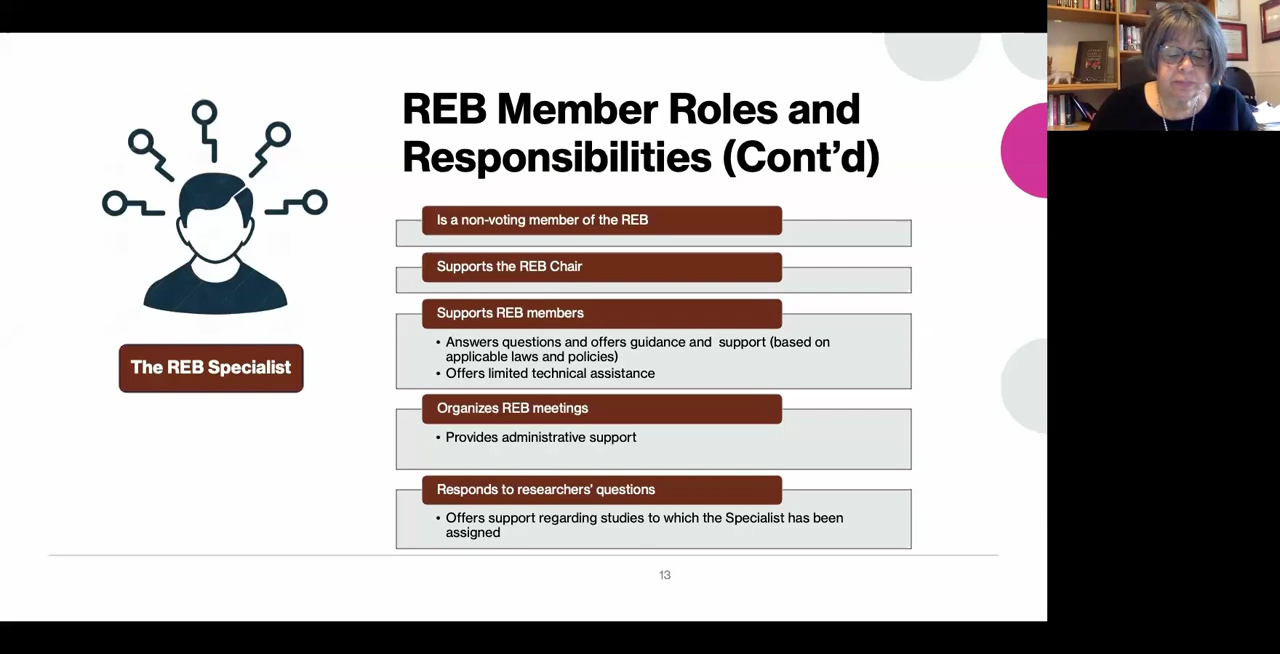 REB Member Roles and
Responsibilities (Cont’d)
Is a non-voting member of the REB
Supports the REB Chair
Supports REB members
• Answers questions and offers guidance and support (based on
applicable laws and policies)
• Offers limited technical assistance
The REB Specialist
Organizes REB meetings
• Provides administrative support
Responds to researchers’ questions
• Offers support regarding studies to which the Specialist has been
assigned
13